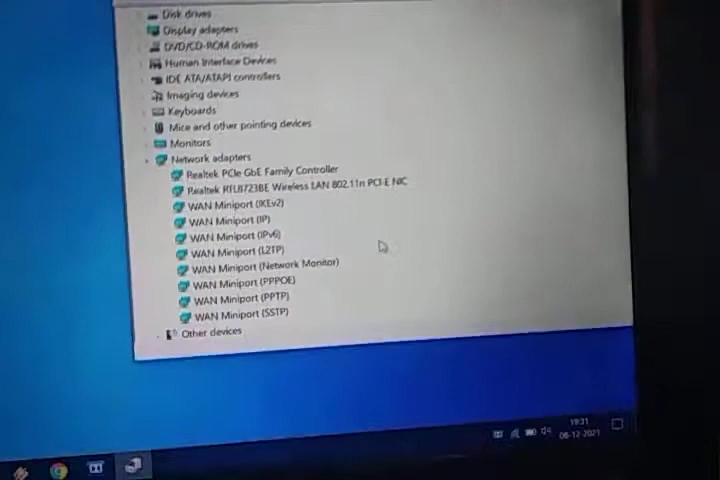 Disk drives
Display adapters
DVD/CD-ROM drives
Human Interface Devices
IDE ATA/ATAPI controllers
Imaging devices
Keyboards
Mice and other pointing devices
Monitors
Network adapters
Realtek PCIe GbE Family Controller
Realtek RTL8723BE Wireless LAN 802.11n PCI-E NIC
WAN Miniport (IKEv2)
WAN Miniport (IP)
WAN Miniport (IPv6)
WAN Miniport (L2TP)
WAN Miniport (Network Monitor)
WAN Miniport (PPPOE)
WAN Miniport (PPTP)
WAN Miniport (SSTP)
Other devices
19:31
08-12-2021